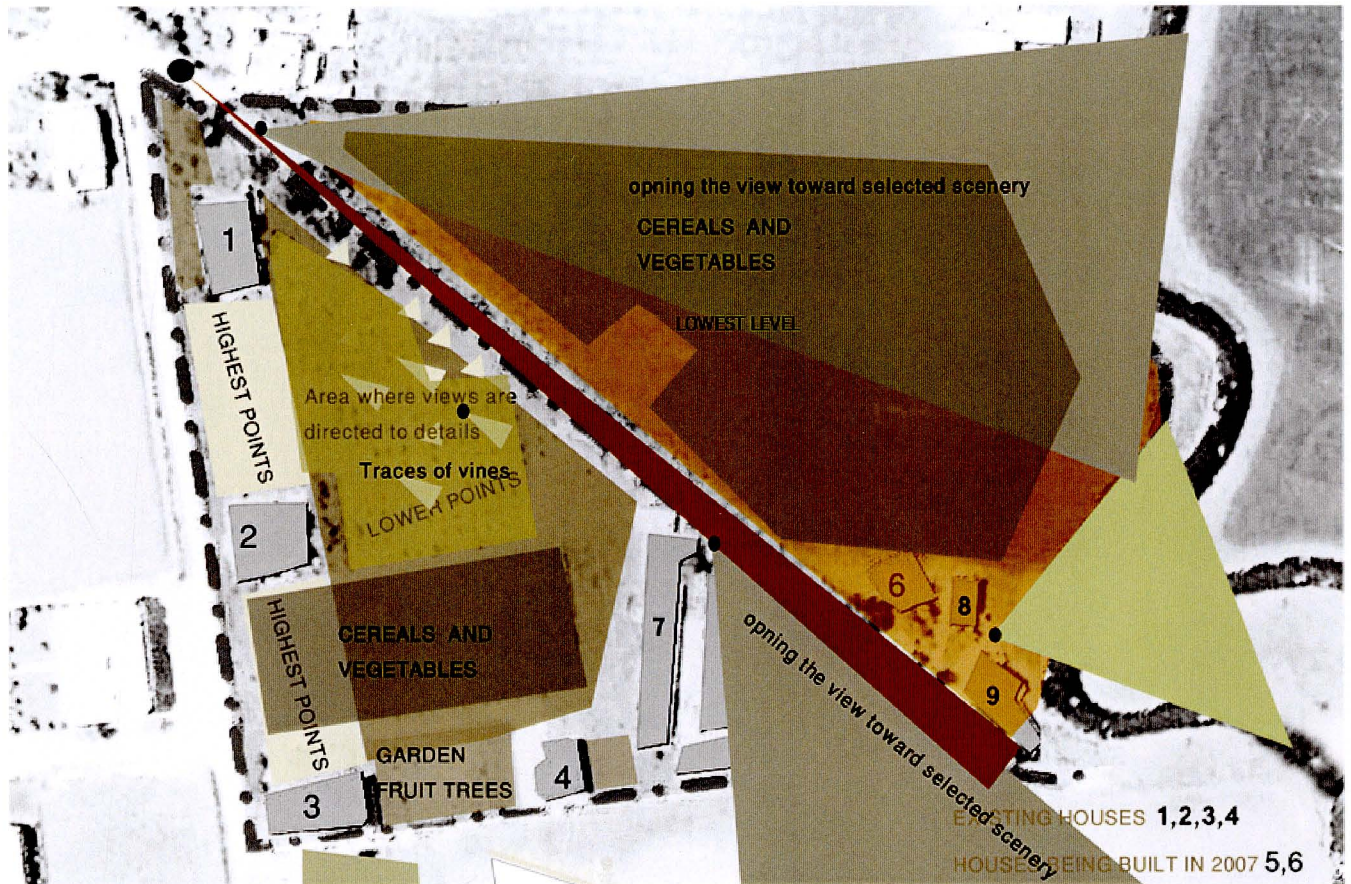 opning the view toward selected scenery
CEREALS AND
VEGETABLES
LOWEST LEVEL
1
HIGHEST POINTS
Area where views are
directed to details
Traces of vines
LOWER POINTS
2
HIGHEST POINTS
CEREALS AND
VEGETABLES
6
8
7
9
opning the view toward selected scenery
GARDEN
FRUIT TREES
4
3
EXISTING HOUSES 1,2,3,4
HOUSES BEING BUILT IN 2007 5,6